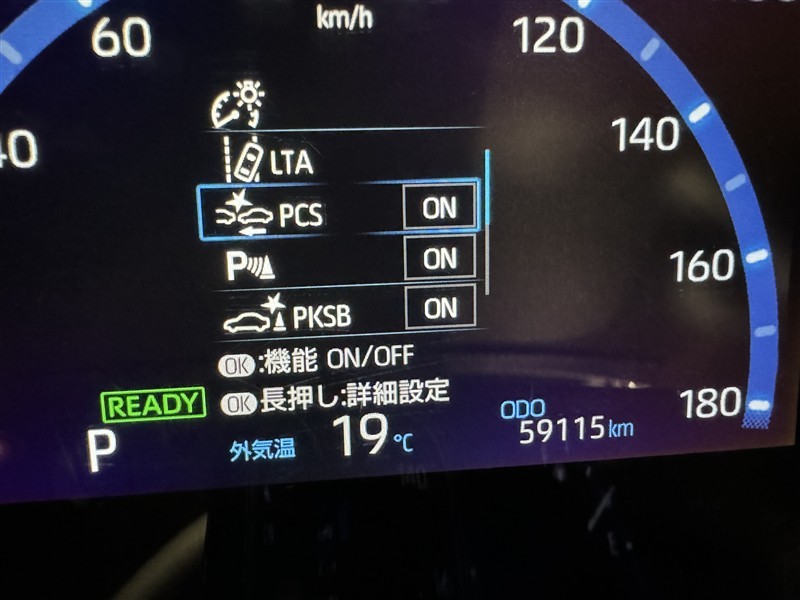 km/h
60
120
40
140
LTA
PCS ON
160
P ON
PKSB ON
OK:機能 ON/OFF
OK長押し:詳細設定
READY
180
ODO
P
外気温 19℃
59115km